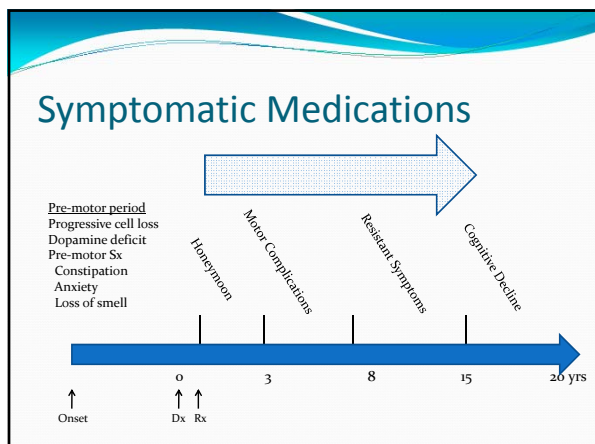 Symptomatic Medications
Pre-motor period
Progressive cell loss
Dopamine deficit
Pre-motor Sx
Constipation
Anxiety
Loss of smell
Honeymoon
Motor Complications
Resistant Symptoms
Cognitive Decline
0 3 8 15 20 yrs
Onset Dx Rx